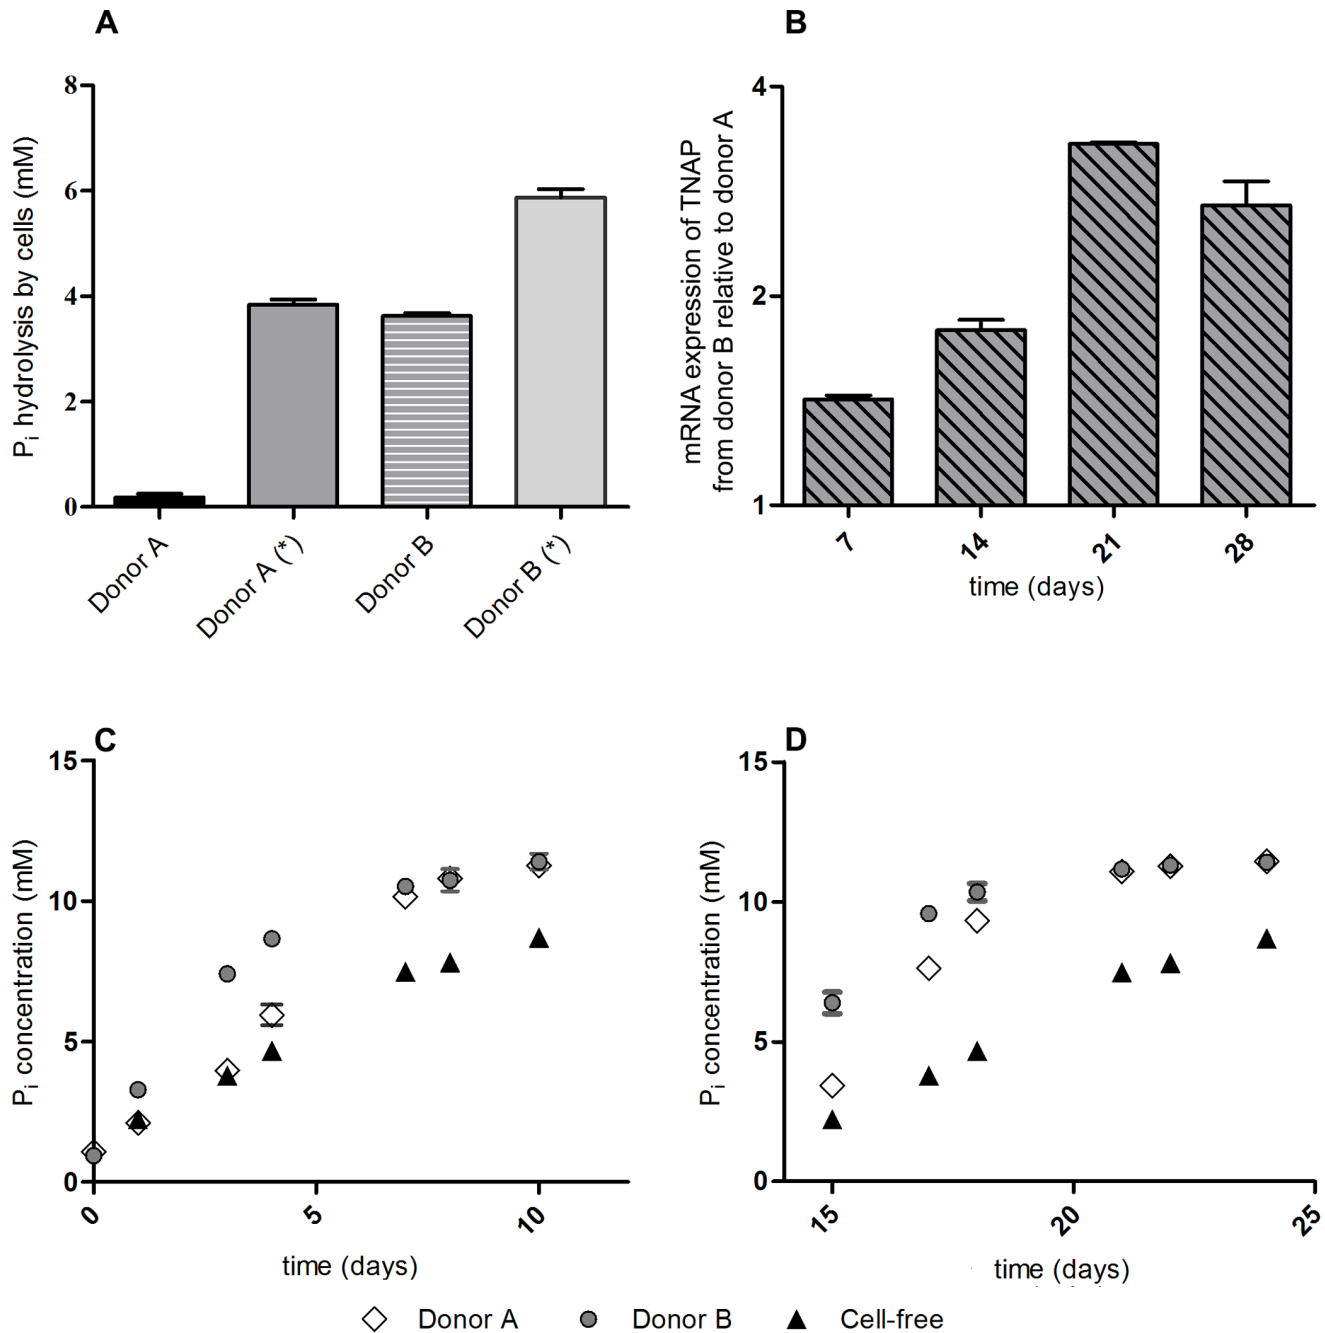 A
P i hydrolysis by cells (mM)
8
6
4
2
0
Donor A
Donor A (*)
Donor B
Donor B (*)
B
mRNA expression of TNAP
from donor B relative to donor A
4
2
1
7
14
21
28
time (days)
C
P i concentration (mM)
15
10
5
0
0
5
10
time (days)
D
P i concentration (mM)
15
10
5
0
15
20
25
time (days)
Donor A
Donor B
Cell-free